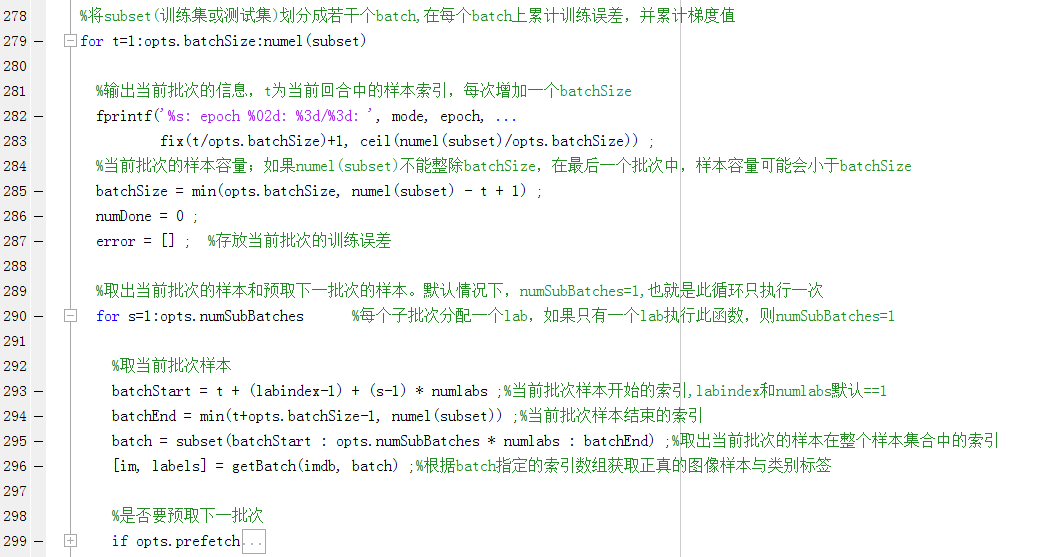 278 %将subset(训练集或测试集)划分成若干个batch,在每个batch上累计训练误差，并累计梯度值
279 for t=1:opts.batchSize:numel(subset)
280
281 %输出当前批次的信息，t为当前回合中的样本索引，每次增加一个batchSize
282 fprintf('%s: epoch %02d: %3d/%3d: ', mode, epoch, ...
283 fix(t/opts.batchSize)+1, ceil(numel(subset)/opts.batchSize)) ;
284 %当前批次的样本容量；如果numel(subset)不能整除batchSize，在最后一个批次中，样本容量可能会小于batchSize
285 batchSize = min(opts.batchSize, numel(subset) - t + 1) ;
286 numDone = 0 ;
287 error = [] ; %存放当前批次的训练误差
288
289 %取出当前批次的样本和预取下一批次的样本。默认情况下，numSubBatches=1,也就是此循环只执行一次
290 for s=1:opts.numSubBatches %每个子批次分配一个lab，如果只有一个lab执行此函数，则numSubBatches=1
291
292 %取当前批次样本
293 batchStart = t + (labindex-1) + (s-1) * numlabs ;%当前批次样本开始的索引,labindex和numlabs默认==1
294 batchEnd = min(t+opts.batchSize-1, numel(subset)) ;%当前批次样本结束的索引
295 batch = subset(batchStart : opts.numSubBatches * numlabs : batchEnd) ;%取出当前批次的样本在整个样本集合中的索引
296 [im, labels] = getBatch(imdb, batch) ;%根据batch指定的索引数组获取正真的图像样本与类别标签
297
298 %是否要预取下一批次
299 if opts.prefetch...